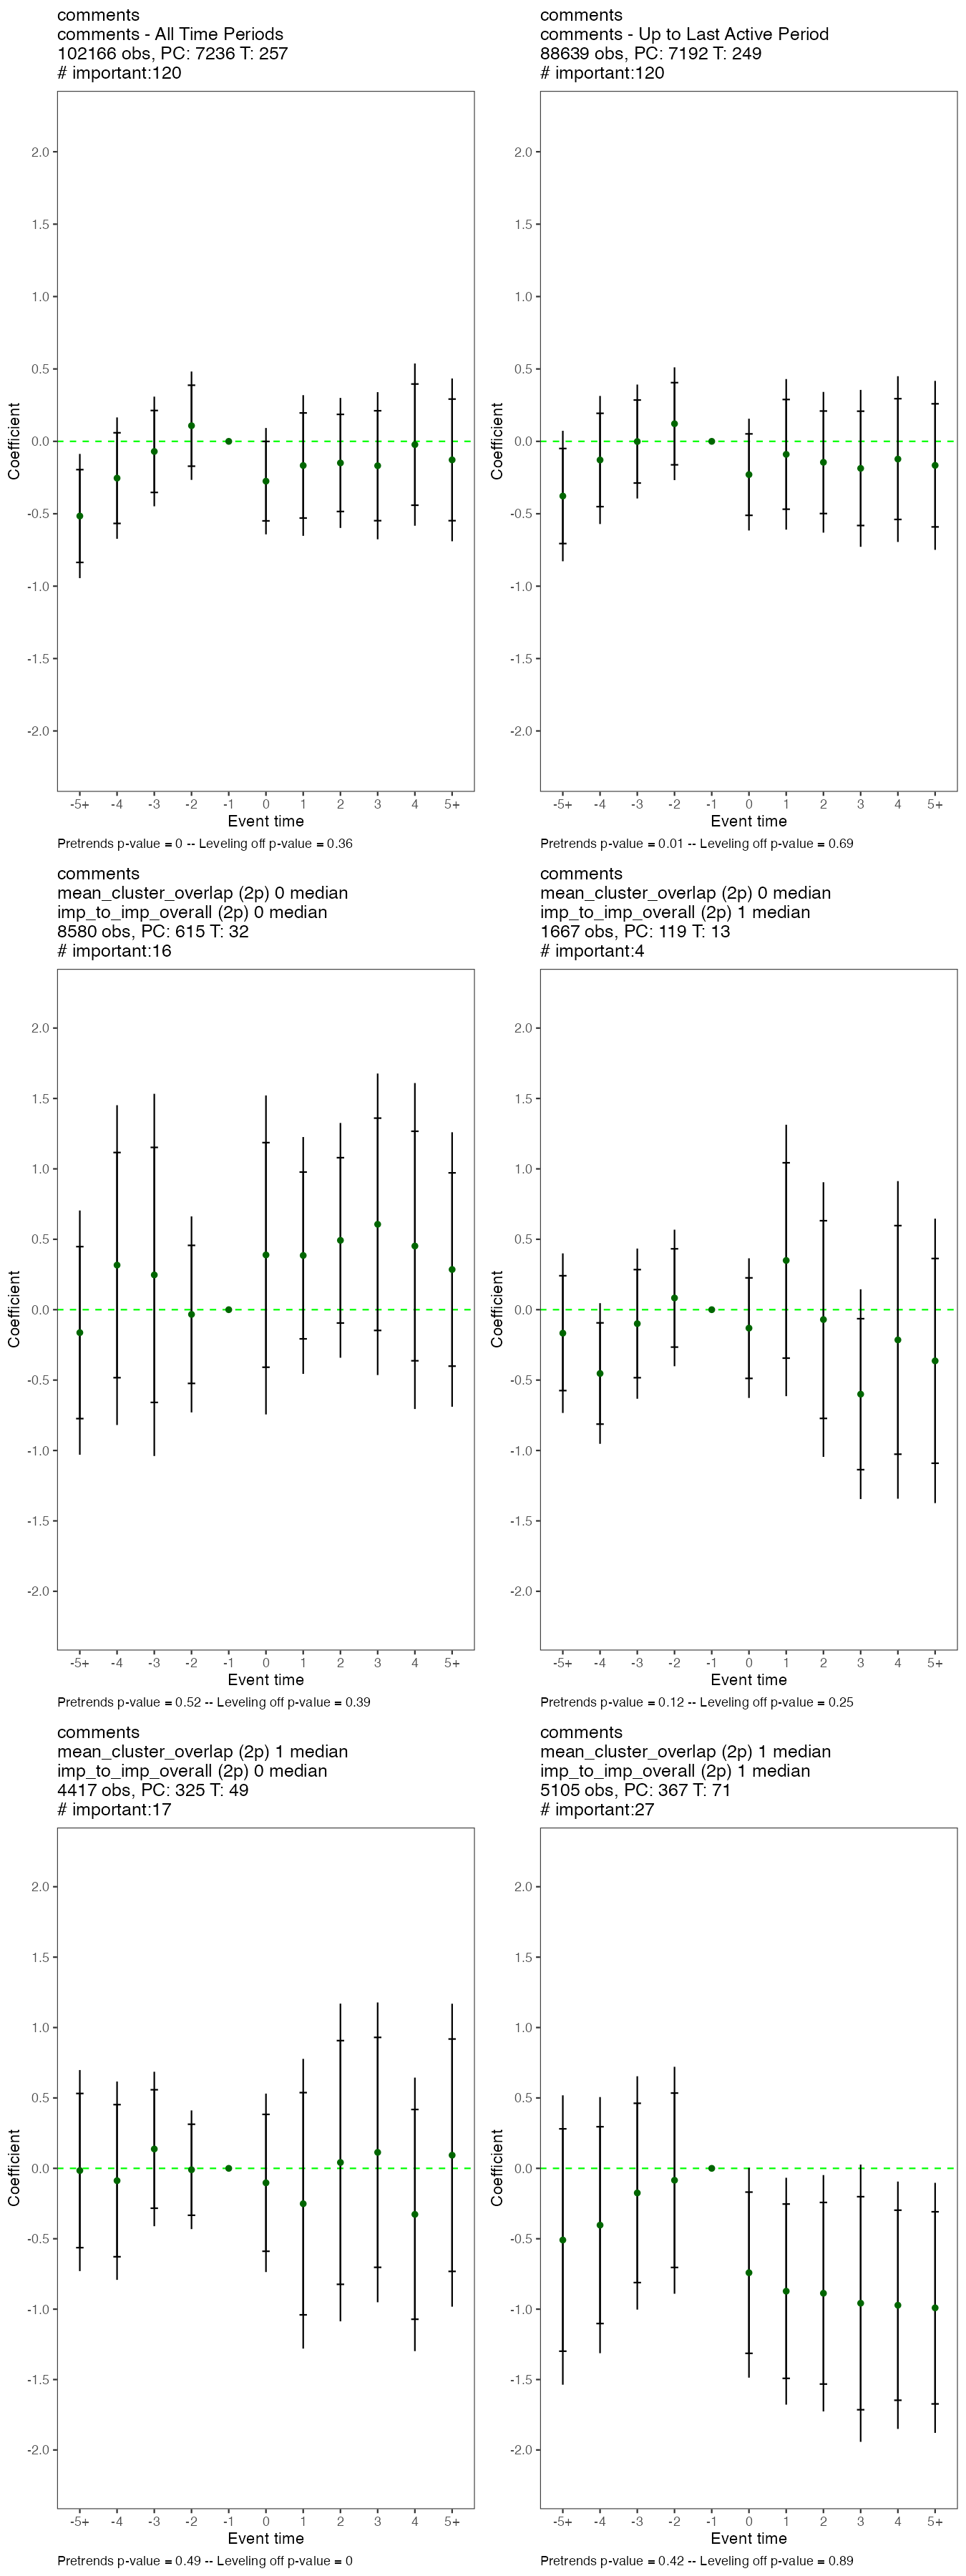 comments
comments - All Time Periods
102166 obs, PC: 7236 T: 257
# important:120
2.0
1.5
1.0
0.5
0.0
-0.5
-1.0
-1.5
-2.0
Coefficient
-5+ -4 -3 -2 -1 0 1 2 3 4 5+
Event time
Pretrends p-value = 0 -- Leveling off p-value = 0.36
comments
comments - Up to Last Active Period
88639 obs, PC: 7192 T: 249
# important:120
2.0
1.5
1.0
0.5
0.0
-0.5
-1.0
-1.5
-2.0
Coefficient
-5+ -4 -3 -2 -1 0 1 2 3 4 5+
Event time
Pretrends p-value = 0.01 -- Leveling off p-value = 0.69
comments
mean_cluster_overlap (2p) 0 median
imp_to_imp_overall (2p) 0 median
8580 obs, PC: 615 T: 32
# important:16
2.0
1.5
1.0
0.5
0.0
-0.5
-1.0
-1.5
-2.0
Coefficient
-5+ -4 -3 -2 -1 0 1 2 3 4 5+
Event time
Pretrends p-value = 0.52 -- Leveling off p-value = 0.39
comments
mean_cluster_overlap (2p) 0 median
imp_to_imp_overall (2p) 1 median
1667 obs, PC: 119 T: 13
# important:4
2.0
1.5
1.0
0.5
0.0
-0.5
-1.0
-1.5
-2.0
Coefficient
-5+ -4 -3 -2 -1 0 1 2 3 4 5+
Event time
Pretrends p-value = 0.12 -- Leveling off p-value = 0.25
comments
mean_cluster_overlap (2p) 1 median
imp_to_imp_overall (2p) 0 median
4417 obs, PC: 325 T: 49
# important:17
2.0
1.5
1.0
0.5
0.0
-0.5
-1.0
-1.5
-2.0
Coefficient
-5+ -4 -3 -2 -1 0 1 2 3 4 5+
Event time
Pretrends p-value = 0.49 -- Leveling off p-value = 0
comments
mean_cluster_overlap (2p) 1 median
imp_to_imp_overall (2p) 1 median
5105 obs, PC: 367 T: 71
# important:27
2.0
1.5
1.0
0.5
0.0
-0.5
-1.0
-1.5
-2.0
Coefficient
-5+ -4 -3 -2 -1 0 1 2 3 4 5+
Event time
Pretrends p-value = 0.42 -- Leveling off p-value = 0.89